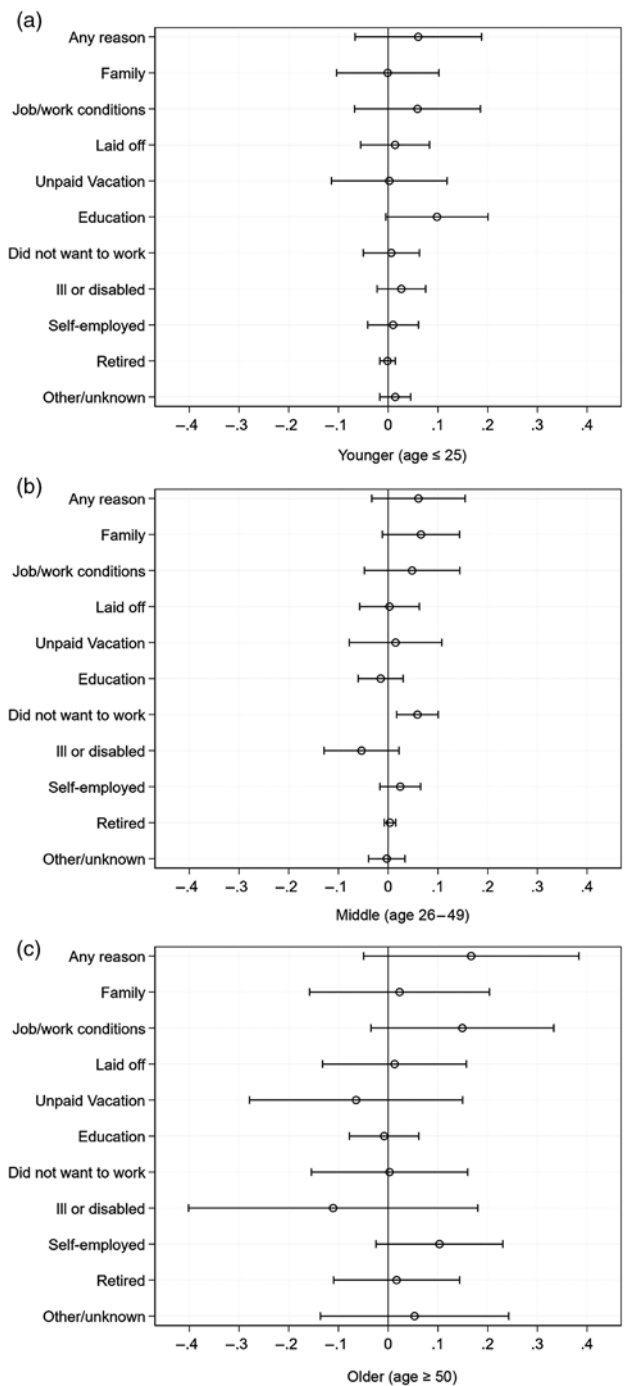 (a)
Any reason
Family
Job/work conditions
Laid off
Unpaid Vacation
Education
Did not want to work
Ill or disabled
Self-employed
Retired
Other/unknown
−.4 −.3 −.2 −.1 0 .1 .2 .3 .4
Younger (age ≤ 25)
(b)
Any reason
Family
Job/work conditions
Laid off
Unpaid Vacation
Education
Did not want to work
Ill or disabled
Self-employed
Retired
Other/unknown
−.4 −.3 −.2 −.1 0 .1 .2 .3 .4
Middle (age 26−49)
(c)
Any reason
Family
Job/work conditions
Laid off
Unpaid Vacation
Education
Did not want to work
Ill or disabled
Self-employed
Retired
Other/unknown
−.4 −.3 −.2 −.1 0 .1 .2 .3 .4
Older (age ≥ 50)